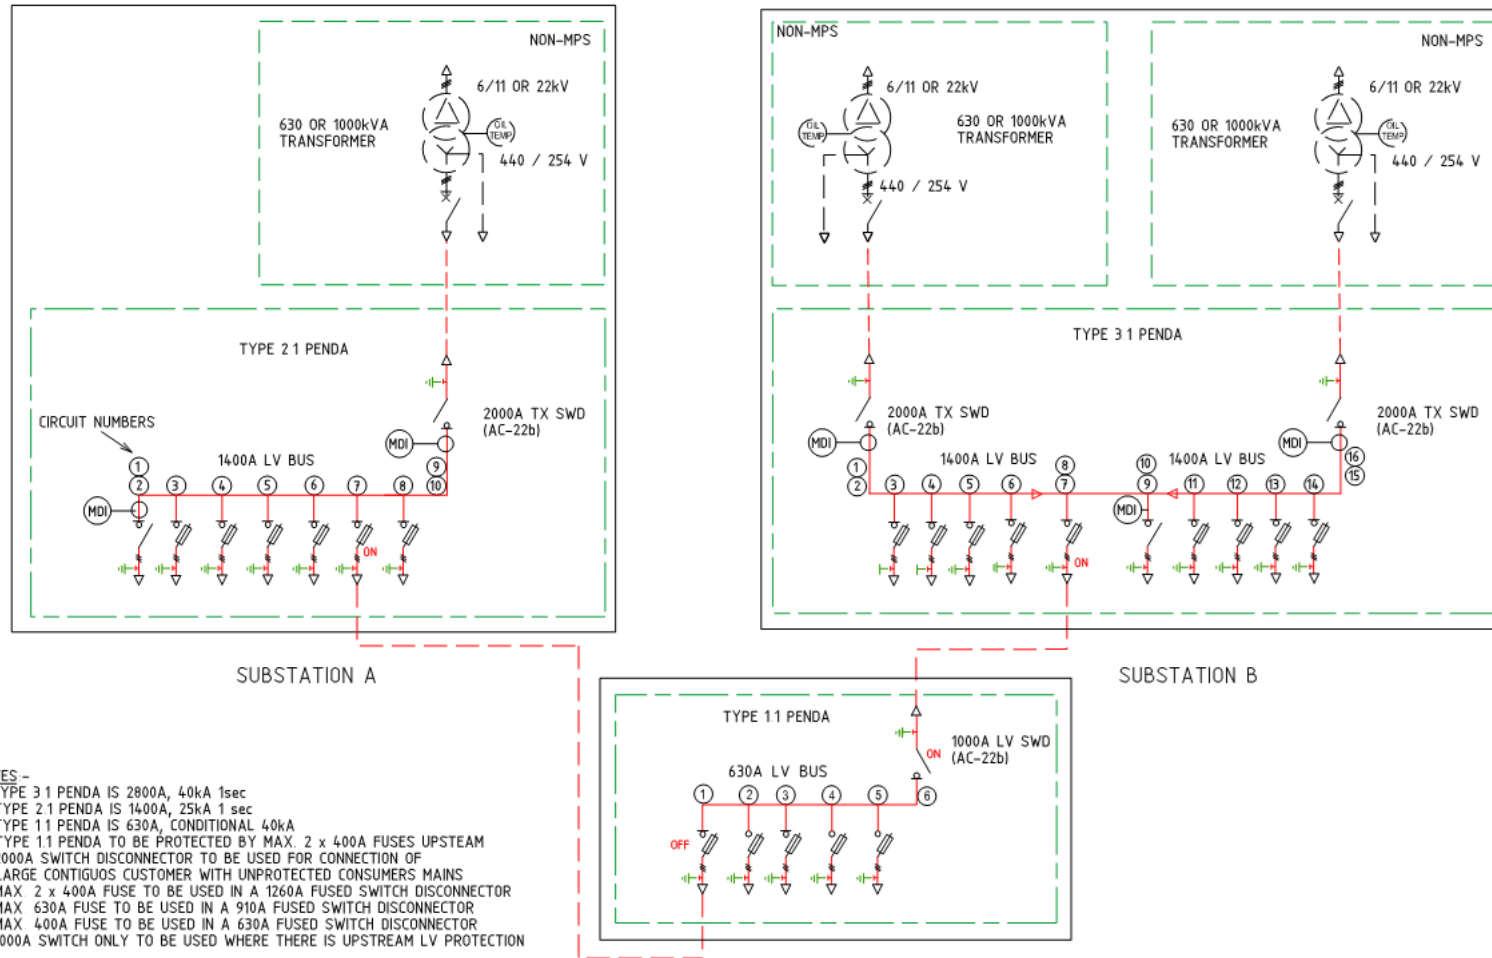 NON-MPS
6/11 OR 22kV
630 OR 1000kVA
TRANSFORMER
OIL
TEMP
440 / 254 V
TYPE 2 1 PENDA
2000A TX SWD
(AC-22b)
CIRCUIT NUMBERS
MDI
1400A LV BUS
1
9
2
3
4
5
6
7
8
10
MDI
ON
SUBSTATION A
NON-MPS
6/11 OR 22kV
OIL
TEMP
630 OR 1000kVA
TRANSFORMER
440 / 254 V
NON-MPS
6/11 OR 22kV
630 OR 1000kVA
TRANSFORMER
OIL
TEMP
440 / 254 V
TYPE 3 1 PENDA
2000A TX SWD
(AC-22b)
2000A TX SWD
(AC-22b)
MDI
MDI
1400A LV BUS
1400A LV BUS
1
8
10
16
2
3
4
5
6
7
9
11
12
13
14
15
MDI
ON
SUBSTATION B
TYPE 1.1 PENDA
1000A LV SWD
(AC-22b)
ON
630A LV BUS
1
2
3
4
5
6
OFF
ES:-
TYPE 3 1 PENDA IS 2800A, 40kA 1sec
TYPE 2.1 PENDA IS 1400A, 25kA 1 sec
TYPE 1 1 PENDA IS 630A, CONDITIONAL 40kA
TYPE 1.1 PENDA TO BE PROTECTED BY MAX. 2 x 400A FUSES UPSTEAM
000A SWITCH DISCONNECTOR TO BE USED FOR CONNECTION OF
LARGE CONTIGUOS CUSTOMER WITH UNPROTECTED CONSUMERS MAINS
MAX 2 x 400A FUSE TO BE USED IN A 1260A FUSED SWITCH DISCONNECTOR
MAX 630A FUSE TO BE USED IN A 910A FUSED SWITCH DISCONNECTOR
MAX 400A FUSE TO BE USED IN A 630A FUSED SWITCH DISCONNECTOR
000A SWITCH ONLY TO BE USED WHERE THERE IS UPSTREAM LV PROTECTION